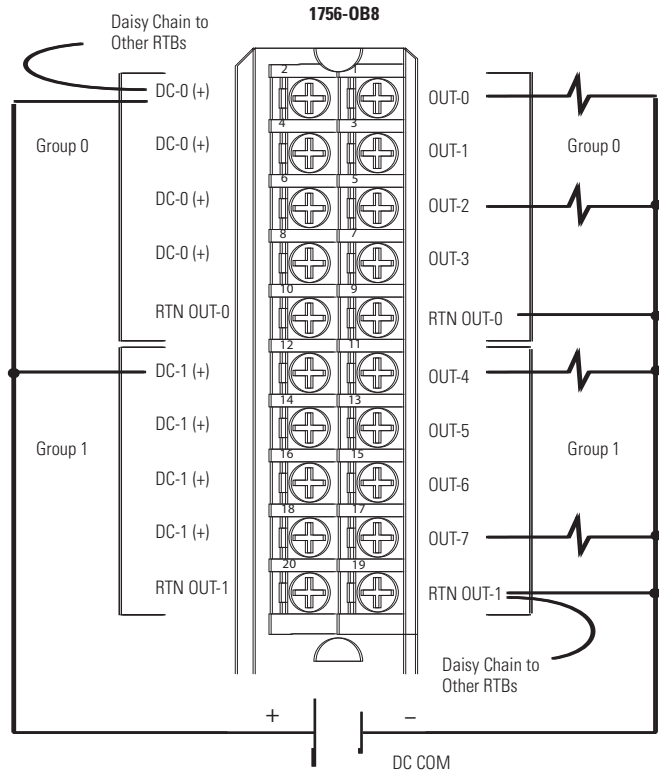 1756-OB8
Daisy Chain to
Other RTBs
2 1
DC-0 (+) OUT-0
4 3
Group 0 DC-0 (+) OUT-1 Group 0
6 5
DC-0 (+) OUT-2
8 7
DC-0 (+) OUT-3
10 9
RTN OUT-0 RTN OUT-0
12 11
DC-1 (+) OUT-4
14 13
DC-1 (+) OUT-5
Group 1 Group 1
16 15
DC-1 (+) OUT-6
18 17
DC-1 (+) OUT-7
20 19
RTN OUT-1 RTN OUT-1
Daisy Chain to
Other RTBs
+ –
DC COM